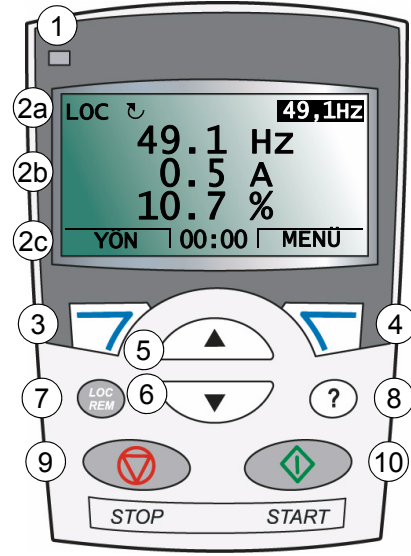 1
2a
LOC ↻ 49,1HZ
49.1 HZ
2b
0.5 A
10.7 %
2c
YÖN 00:00 MENÜ
3
4
5
6
7
LOC
REM
?
8
9
10
STOP START